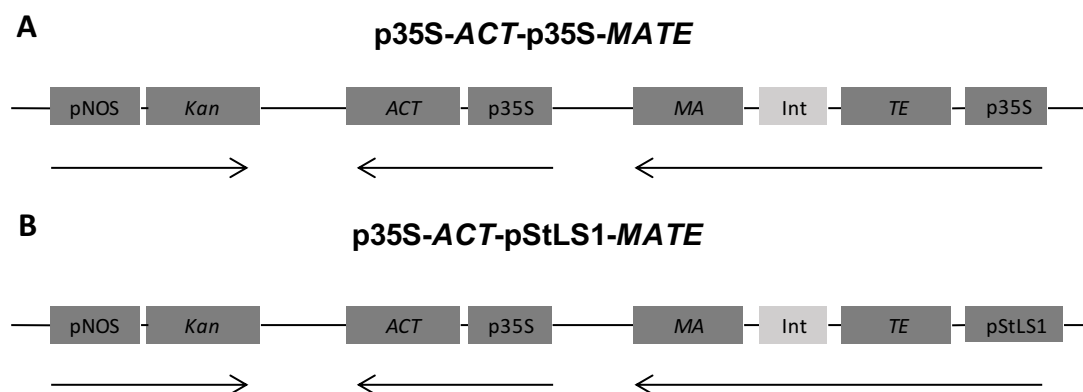 A
p35S-ACT-p35S-MATE
pNOS Kan ACT p35S MA Int TE p35S
B
p35S-ACT-pStLS1-MATE
pNOS Kan ACT p35S MA Int TE pStLS1